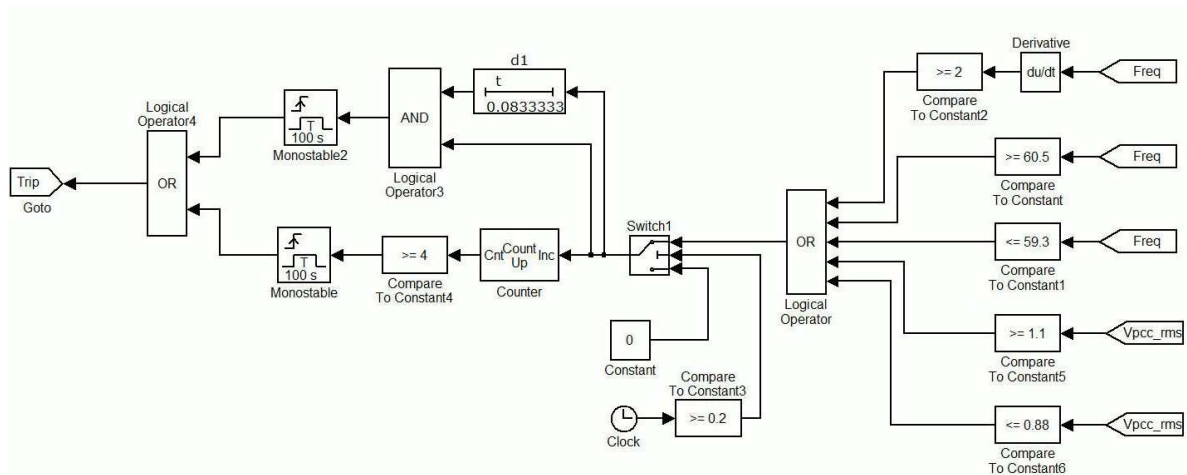 Derivative
Freq
du/dt
>= 2
Compare
To Constant2
d1
t
0.0833333
AND
Logical
Operator3
T
100 s
Monostable2
Logical
Operator4
OR
Trip
Goto
>= 60.5
Freq
Compare
To Constant
Switch1
OR
Logical
Operator
<= 59.3
Freq
Compare
To Constant1
Cnt
Count
Up
Inc
Counter
>= 4
Compare
To Constant4
T
100 s
Monostable
0
Constant
>= 1.1
Vpcc_rms
Compare
To Constant5
Compare
To Constant3
>= 0.2
Clock
<= 0.88
Vpcc_rms
Compare
To Constant6